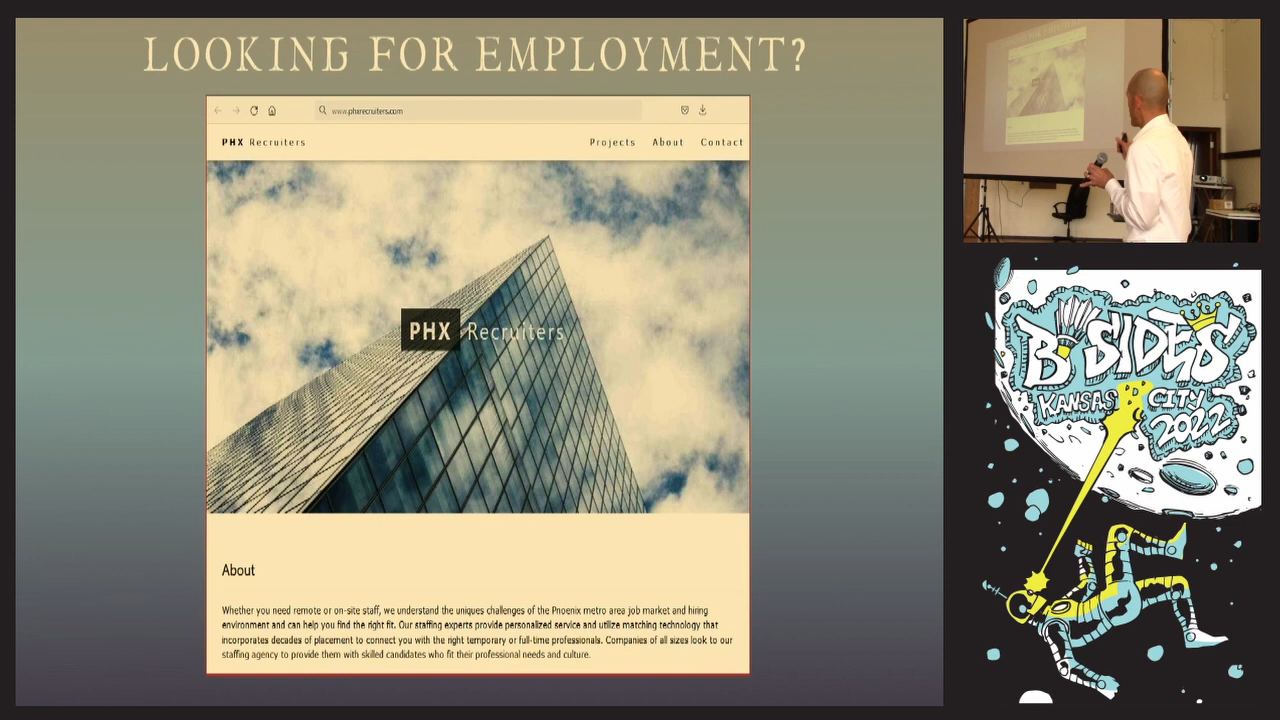 LOOKING FOR EMPLOYMENT?
www.phxrecruiters.com
PHX Recruiters
Projects About Contact
PHX Recruiters
About
Whether you need remote or on-site staff, we understand the uniques challenges of the Phoenix metro area job market and hiring
environment and can help you find the right fit. Our staffing experts provide personalized service and utilize matching technology that
incorporates decades of placement to connect you with the right temporary or full-time professionals. Companies of all sizes look to our
staffing agency to provide them with skilled candidates who fit their professional needs and culture.
BSIDES
KANSAS CITY
2022